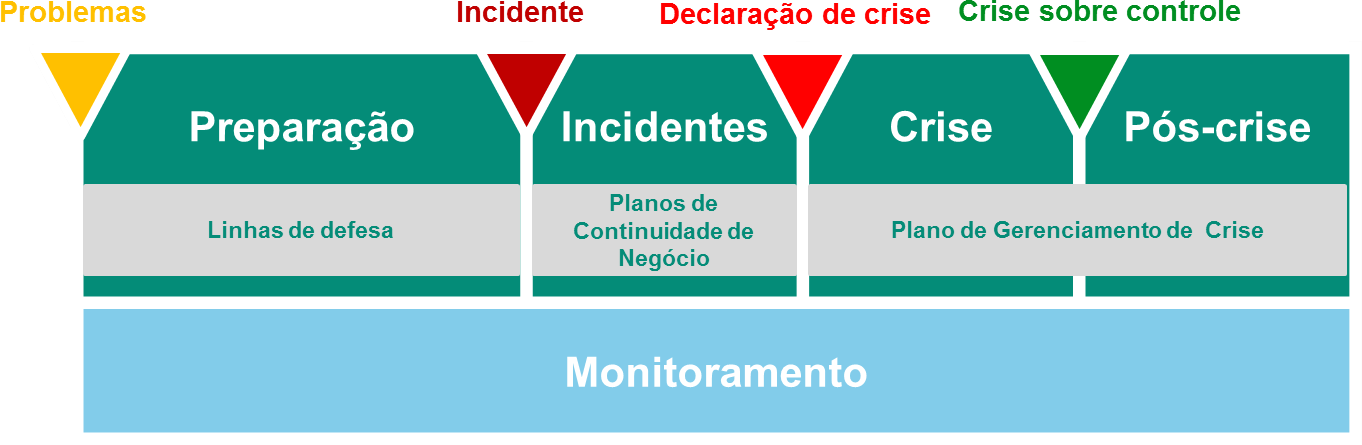 Problemas
Incidente
Declaração de crise
Crise sobre controle
Preparação
Incidentes
Crise
Pós-crise
Linhas de defesa
Planos de
Continuidade de
Negócio
Plano de Gerenciamento de Crise
Monitoramento